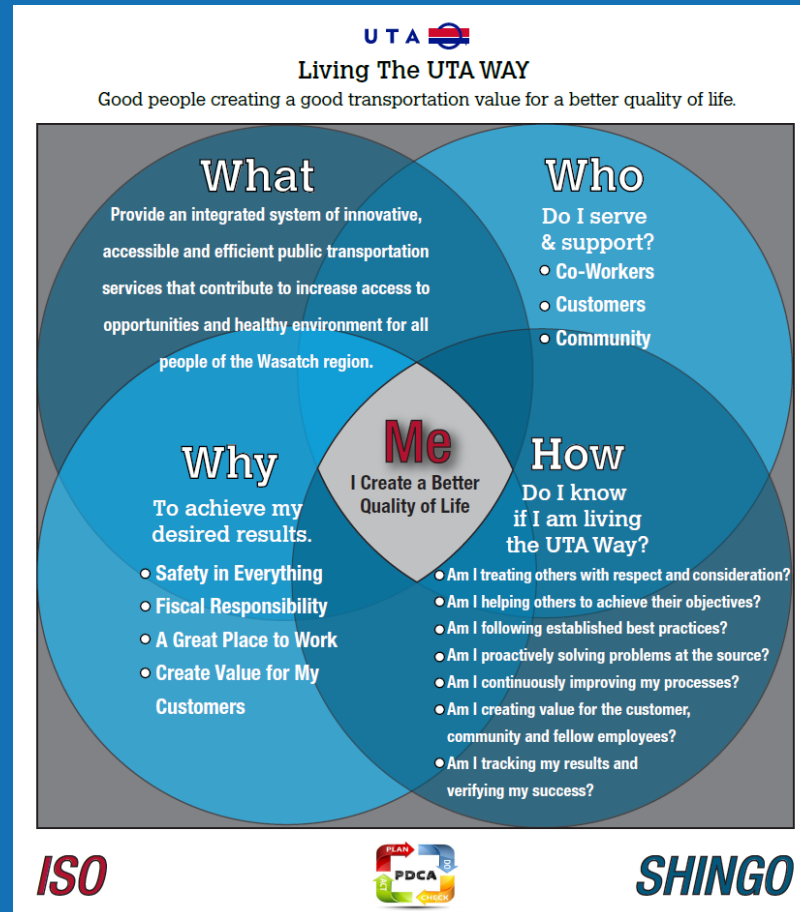 UTA
Living The UTA WAY
Good people creating a good transportation value for a better quality of life.
What
Provide an integrated system of innovative,
accessible and efficient public transportation
services that contribute to increase access to
opportunities and healthy environment for all
people of the Wasatch region.
Who
Do I serve
& support?
Co-Workers
Customers
Community
Me
I Create a Better
Quality of Life
Why
To achieve my
desired results.
Safety in Everything
Fiscal Responsibility
A Great Place to Work
Create Value for My
Customers
How
Do I know
if I am living
the UTA Way?
Am I treating others with respect and consideration?
Am I helping others to achieve their objectives?
Am I following established best practices?
Am I proactively solving problems at the source?
Am I continuously improving my processes?
Am I creating value for the customer,
community and fellow employees?
Am I tracking my results and
verifying my success?
ISO
PLAN
DO
PDCA
ACT
CHECK
SHINGO